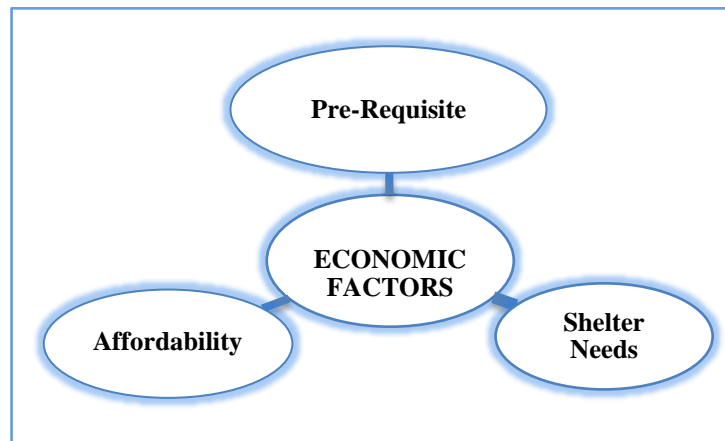 Pre-Requisite
ECONOMIC
FACTORS
Affordability
Shelter
Needs